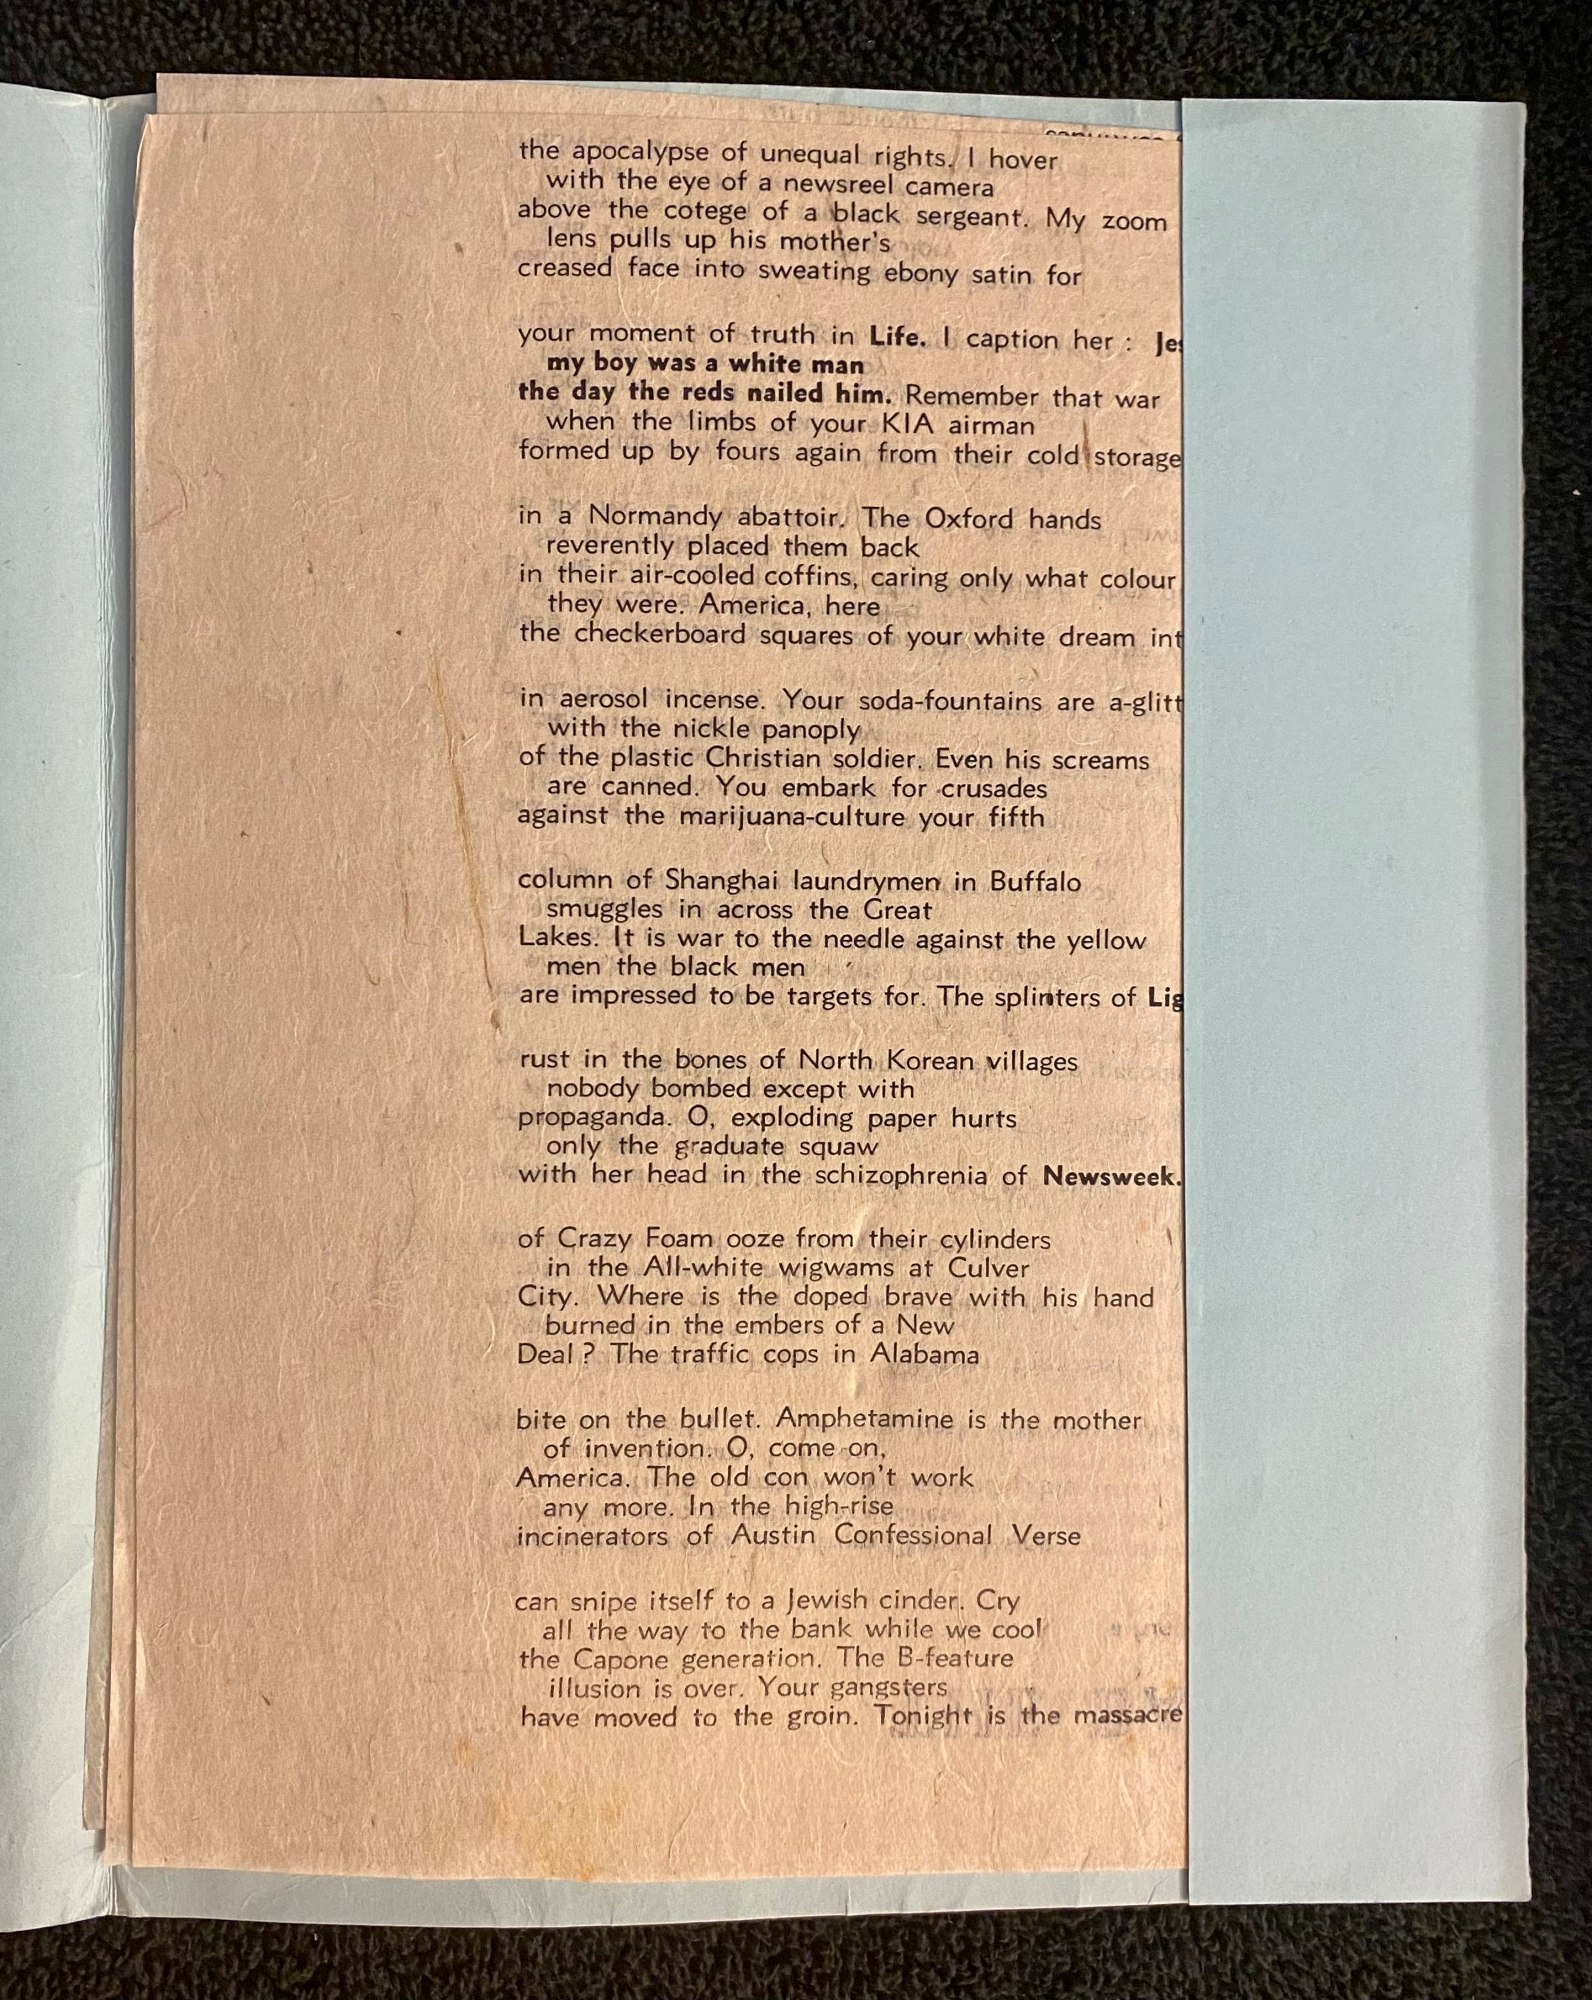 the apocalypse of unequal rights. I hover
with the eye of a newsreel camera
above the cotege of a black sergeant. My zoom
lens pulls up his mother's
creased face into sweating ebony satin for
your moment of truth in Life. I caption her :
my boy was a white man
the day the reds nailed him. Remember that war
when the limbs of your KIA airman
formed up by fours again from their cold storage
in a Normandy abattoir. The Oxford hands
reverently placed them back
in their air-cooled coffins, caring only what colour
they were. America, here
the checkerboard squares of your white dream
in aerosol incense. Your soda-fountains are
with the nickle panoply
of the plastic Christian soldier. Even his screams
are canned. You embark for crusades
against the marijuana-culture your fifth
column of Shanghai laundrymen in Buffalo
smuggles in across the Great
Lakes. It is war to the needle against the yellow
men the black men
are impressed to be targets for. The splinters of
rust in the bones of North Korean villages
nobody bombed except with
propaganda. O, exploding paper hurts
only the graduate squaw
with her head in the schizophrenia of Newsweek.
of Crazy Foam ooze from their cylinders
in the All-white wigwams at Culver
City. Where is the doped brave with his hand
burned in the embers of a New
Deal ? The traffic cops in Alabama
bite on the bullet. Amphetamine is the mother
of invention. O, come on,
America. The old con won't work
any more. In the high-rise
incinerators of Austin Confessional Verse
can snipe itself to a Jewish cinder. Cry
all the way to the bank while we cool
the Capone generation. The B-feature
illusion is over. Your gangsters
have moved to the groin. Tonight is the massacre